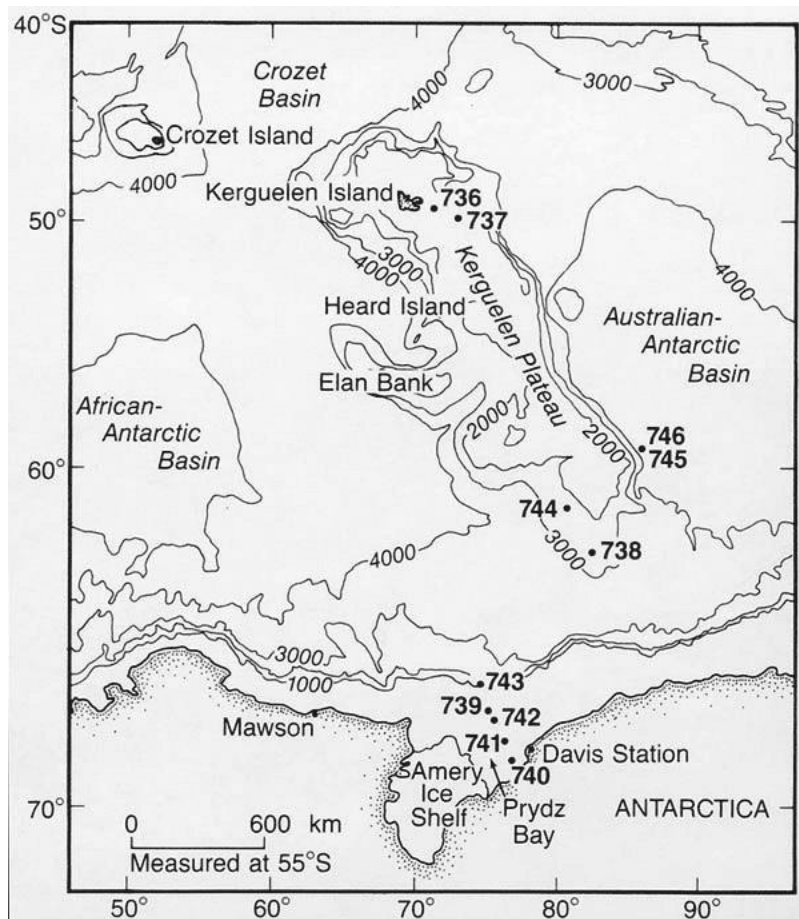 40°S
Crozet
Basin
4000
3000
Crozet Island
4000
Kerguelen Island
736
50°
737
3000
4000
Kerguelen Plateau
4000
Heard Island
Australian-
Antarctic
Basin
Elan Bank
African-
Antarctic
Basin
2000
2000
746
745
60°
744
3000
738
4000
3000
1000
743
739
742
Mawson
741
Davis Station
740
Amery
Ice
Shelf
Prydz
Bay
ANTARCTICA
70°
0 600 km
Measured at 55°S
50° 60° 70° 80° 90°